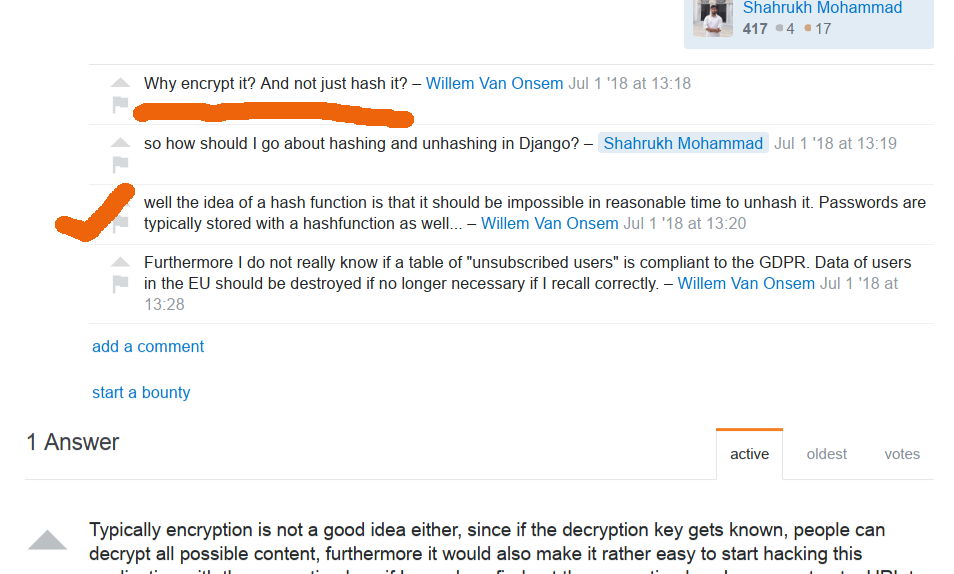 Shahrukh Mohammad
417 4 17
Why encrypt it? And not just hash it? – Willem Van Onsem Jul 1 '18 at 13:18
so how should I go about hashing and unhashing in Django? – Shahrukh Mohammad Jul 1 '18 at 13:19
well the idea of a hash function is that it should be impossible in reasonable time to unhash it. Passwords are
typically stored with a hashfunction as well... – Willem Van Onsem Jul 1 '18 at 13:20
Furthermore I do not really know if a table of "unsubscribed users" is compliant to the GDPR. Data of users
in the EU should be destroyed if no longer necessary if I recall correctly. – Willem Van Onsem Jul 1 '18 at
13:28
add a comment
start a bounty
1 Answer
active oldest votes
Typically encryption is not a good idea either, since if the decryption key gets known, people can
decrypt all possible content, furthermore it would also make it rather easy to start hacking this